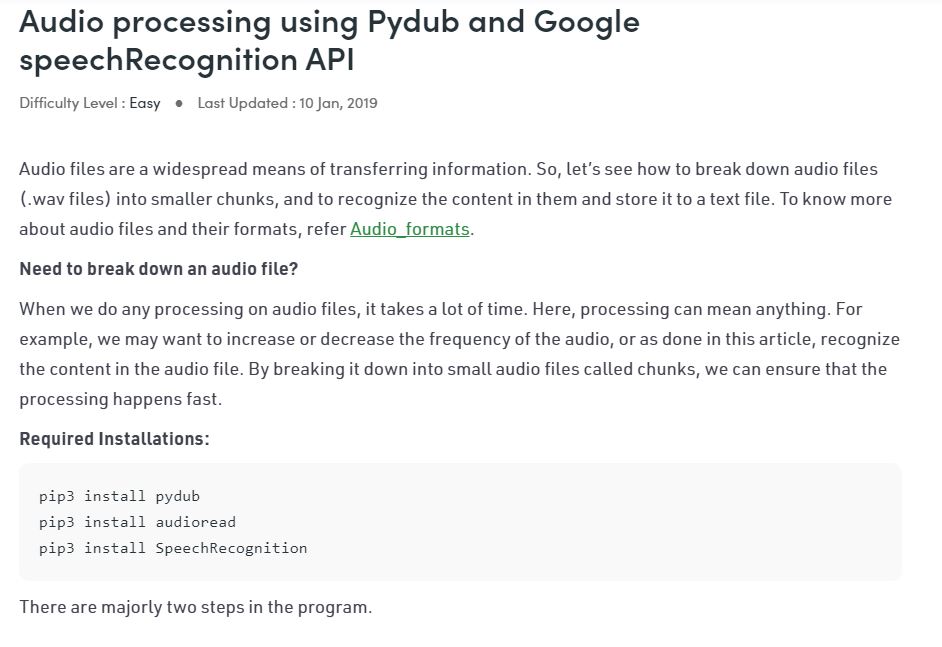 Audio processing using Pydub and Google
speechRecognition API
Difficulty Level : Easy ● Last Updated : 10 Jan, 2019
Audio files are a widespread means of transferring information. So, let’s see how to break down audio files
(.wav files) into smaller chunks, and to recognize the content in them and store it to a text file. To know more
about audio files and their formats, refer Audio_formats.
Need to break down an audio file?
When we do any processing on audio files, it takes a lot of time. Here, processing can mean anything. For
example, we may want to increase or decrease the frequency of the audio, or as done in this article, recognize
the content in the audio file. By breaking it down into small audio files called chunks, we can ensure that the
processing happens fast.
Required Installations:
pip3 install pydub
pip3 install audioread
pip3 install SpeechRecognition
There are majorly two steps in the program.